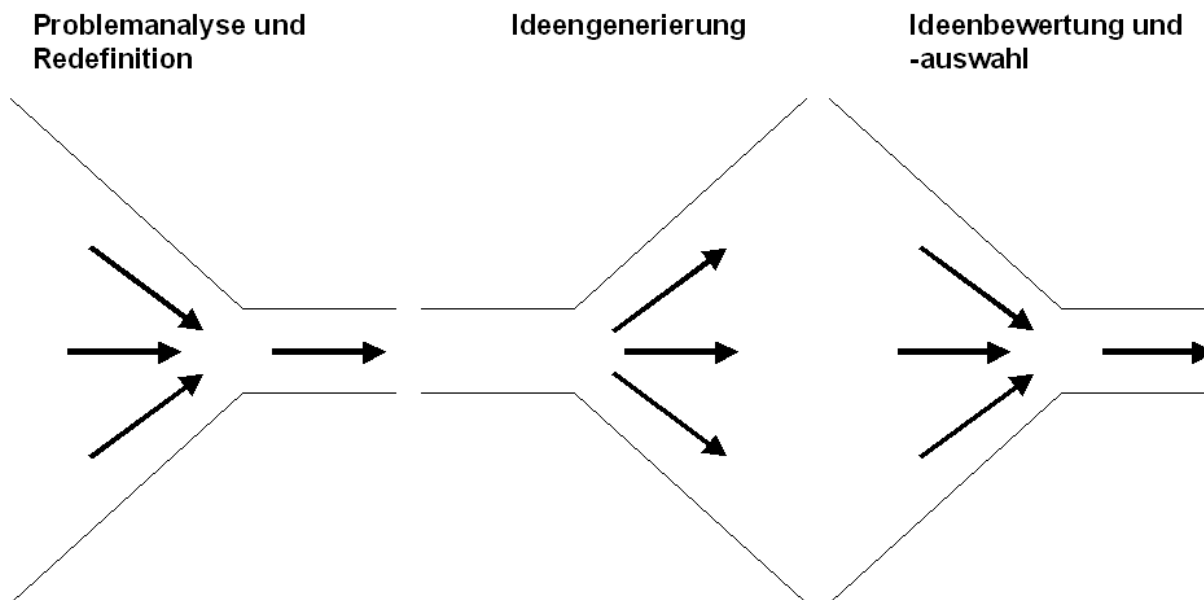 Problemanalyse und
Redefinition
Ideengenerierung
Ideenbewertung und
-auswahl